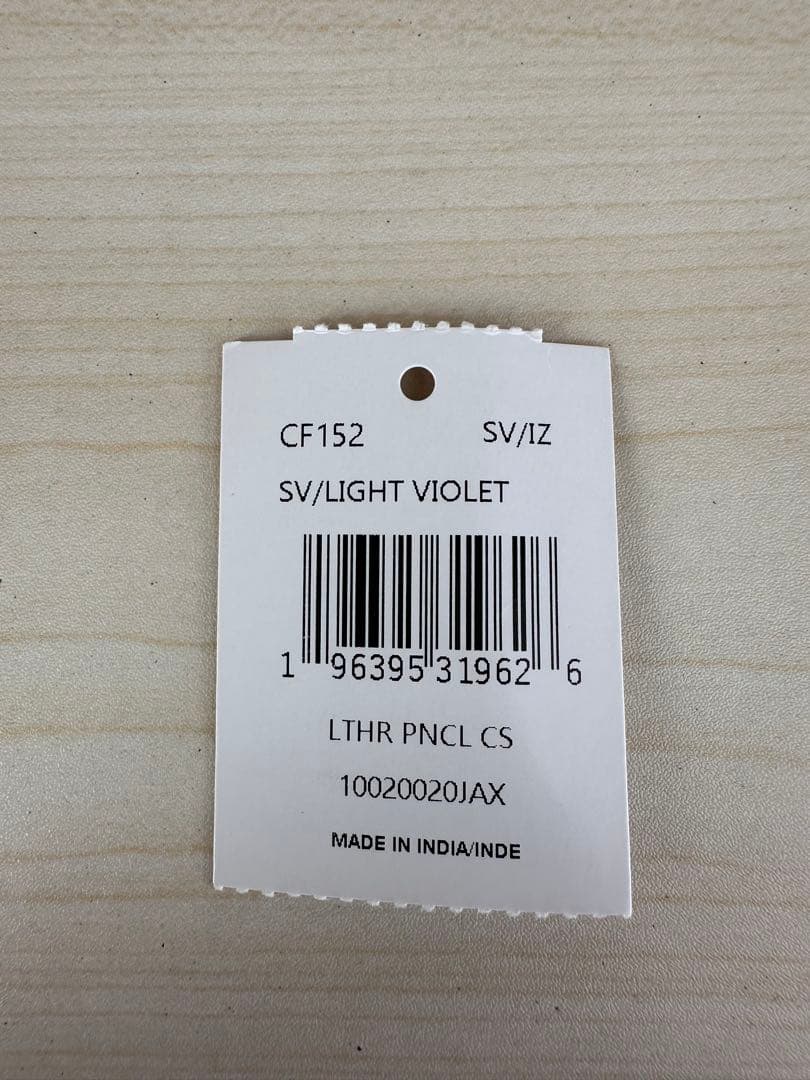 CF152 SV/IZ
SV/LIGHT VIOLET
1 96395 31962 6
LTHR PNCL CS
10020020JAX
MADE IN INDIA/INDE